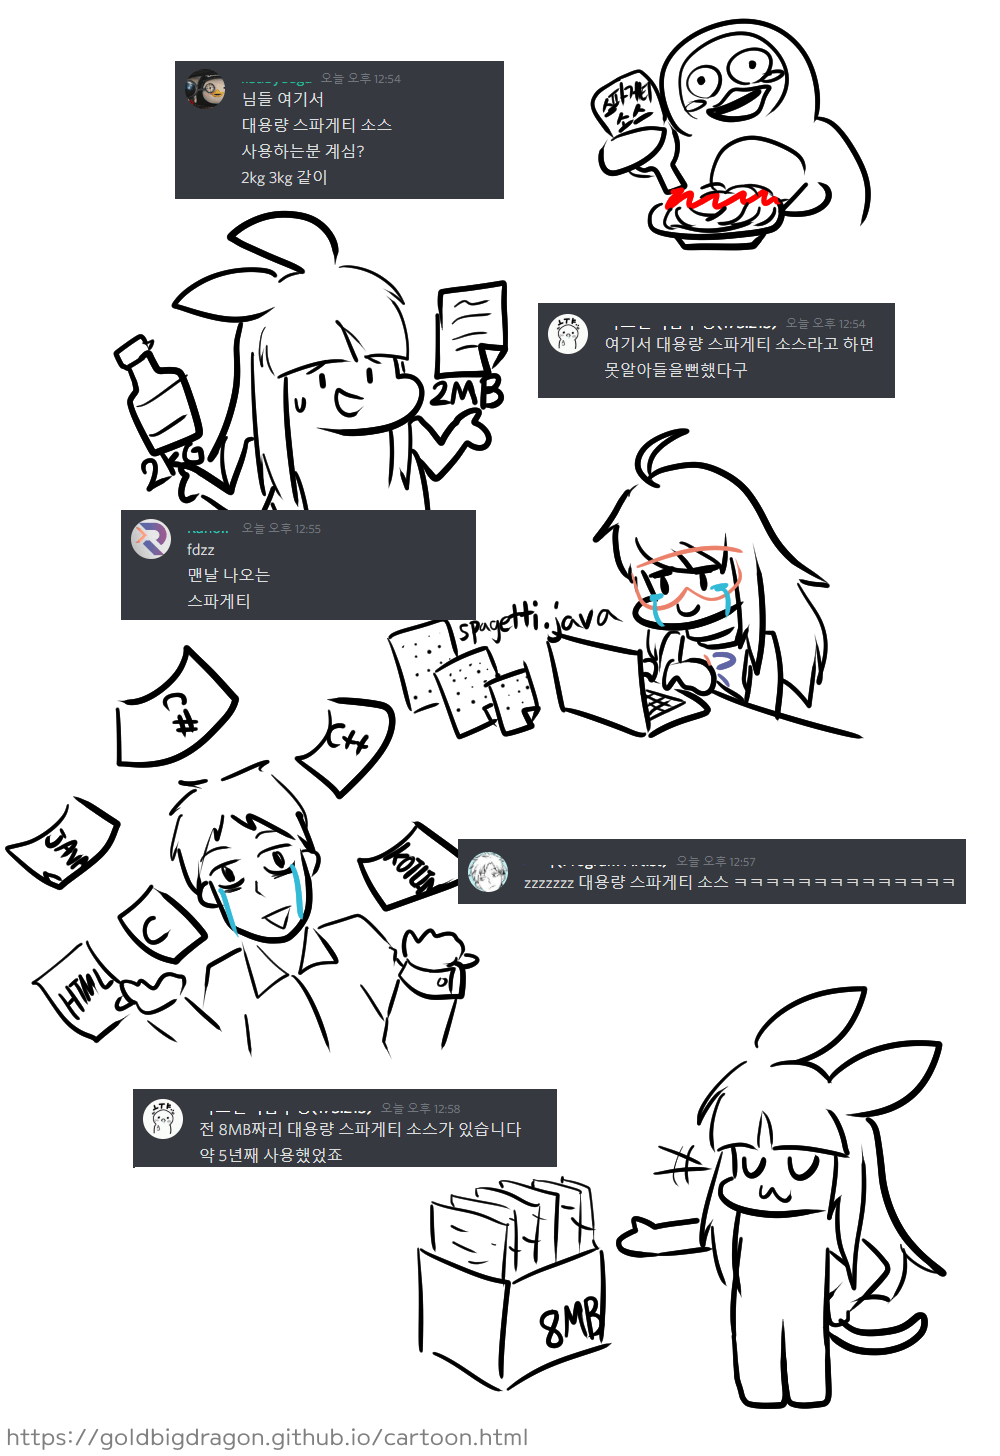 오늘 오후 12:54
님들 여기서
대용량 스파게티 소스
사용하는분 계심?
2kg 3kg 같이
스파게티
소스
오늘 오후 12:54
여기서 대용량 스파게티 소스라고 하면
못알아들을뻔했다구
2KG
2MB
오늘 오후 12:55
fdzz
맨날 나오는
스파게티
spagetti.java
C#
C++
JAVA
KOTLIN
C
HTML
(Program Artist) 오늘 오후 12:57
zzzzzzz 대용량 스파게티 소스 ㅋㅋㅋㅋㅋㅋㅋㅋㅋㅋㅋㅋㅋㅋ
오늘 오후 12:58
전 8MB짜리 대용량 스파게티 소스가 있습니다
약 5년째 사용했었죠
8MB
https://goldbigdragon.github.io/cartoon.html